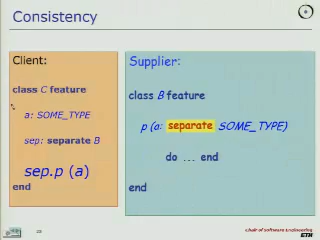 Consistency
Client:
class C feature
a: SOME_TYPE
sep: separate B
sep.p (a)
end
Supplier:
class B feature
p (a: separate SOME_TYPE)
do ... end
end
Chair of Software Engineering
ETH